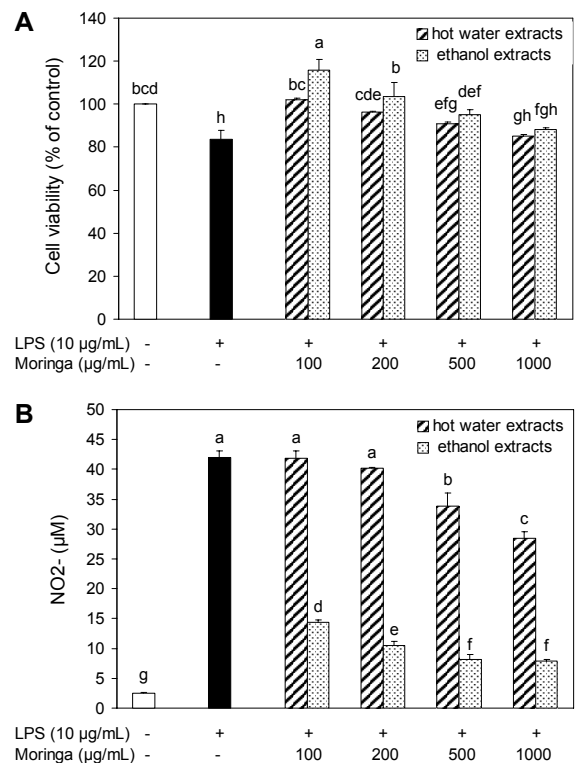 A
140
120
100
80
60
40
20
0
Cell viability (% of control)
hot water extracts
ethanol extracts
bcd
h
bc
a
cde
b
efg
def
gh
fgh
LPS (10 µg/mL) - + + + + +
Moringa (µg/mL) - - 100 200 500 1000
B
50
45
40
35
30
25
20
15
10
5
0
NO2- (µM)
hot water extracts
ethanol extracts
g
a
a
d
a
e
b
f
c
f
LPS (10 µg/mL) - + + + + +
Moringa (µg/mL) - - 100 200 500 1000